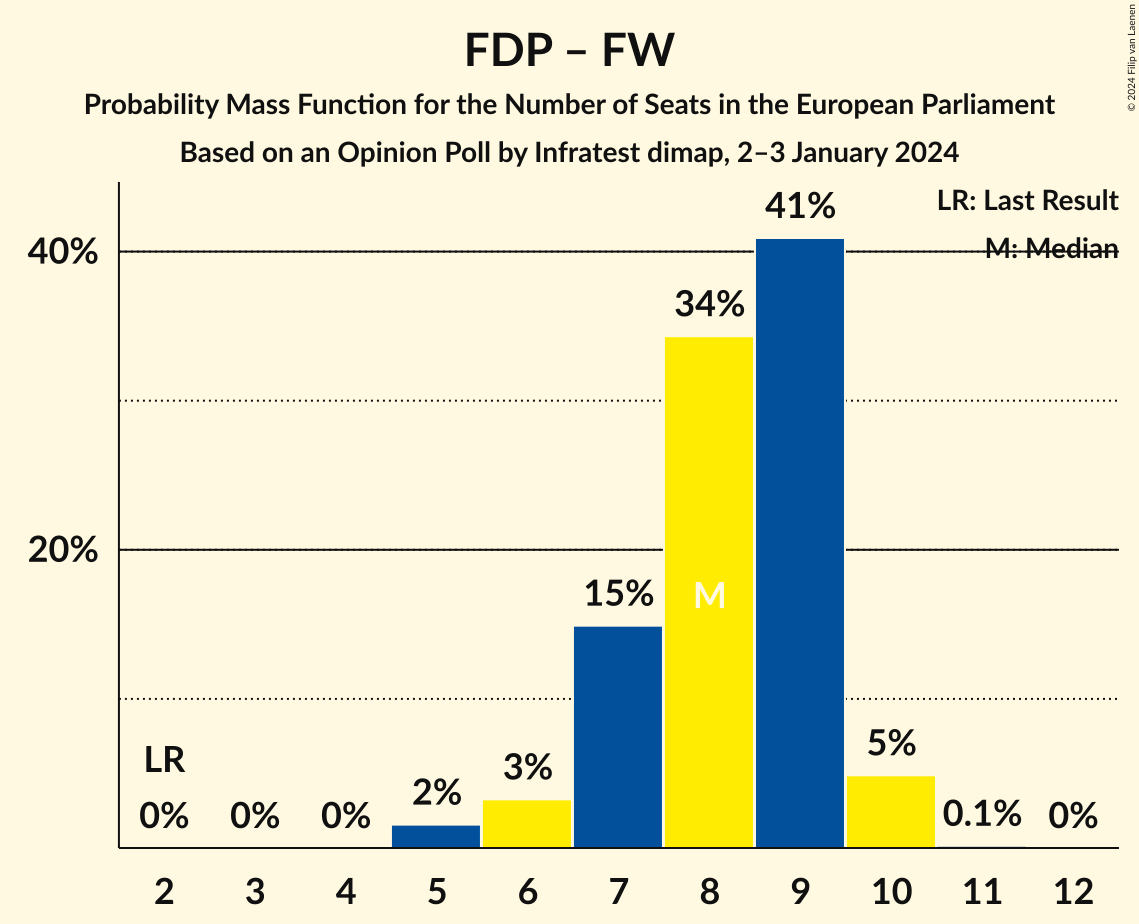 FDP – FW
Probability Mass Function for the Number of Seats in the European Parliament
Based on an Opinion Poll by Infratest dimap, 2–3 January 2024
© 2024 Filip van Laenen
LR: Last Result
M: Median
40%
20%
LR
0%
0%
0%
2%
3%
15%
34%
M
41%
5%
0.1%
0%
2 3 4 5 6 7 8 9 10 11 12